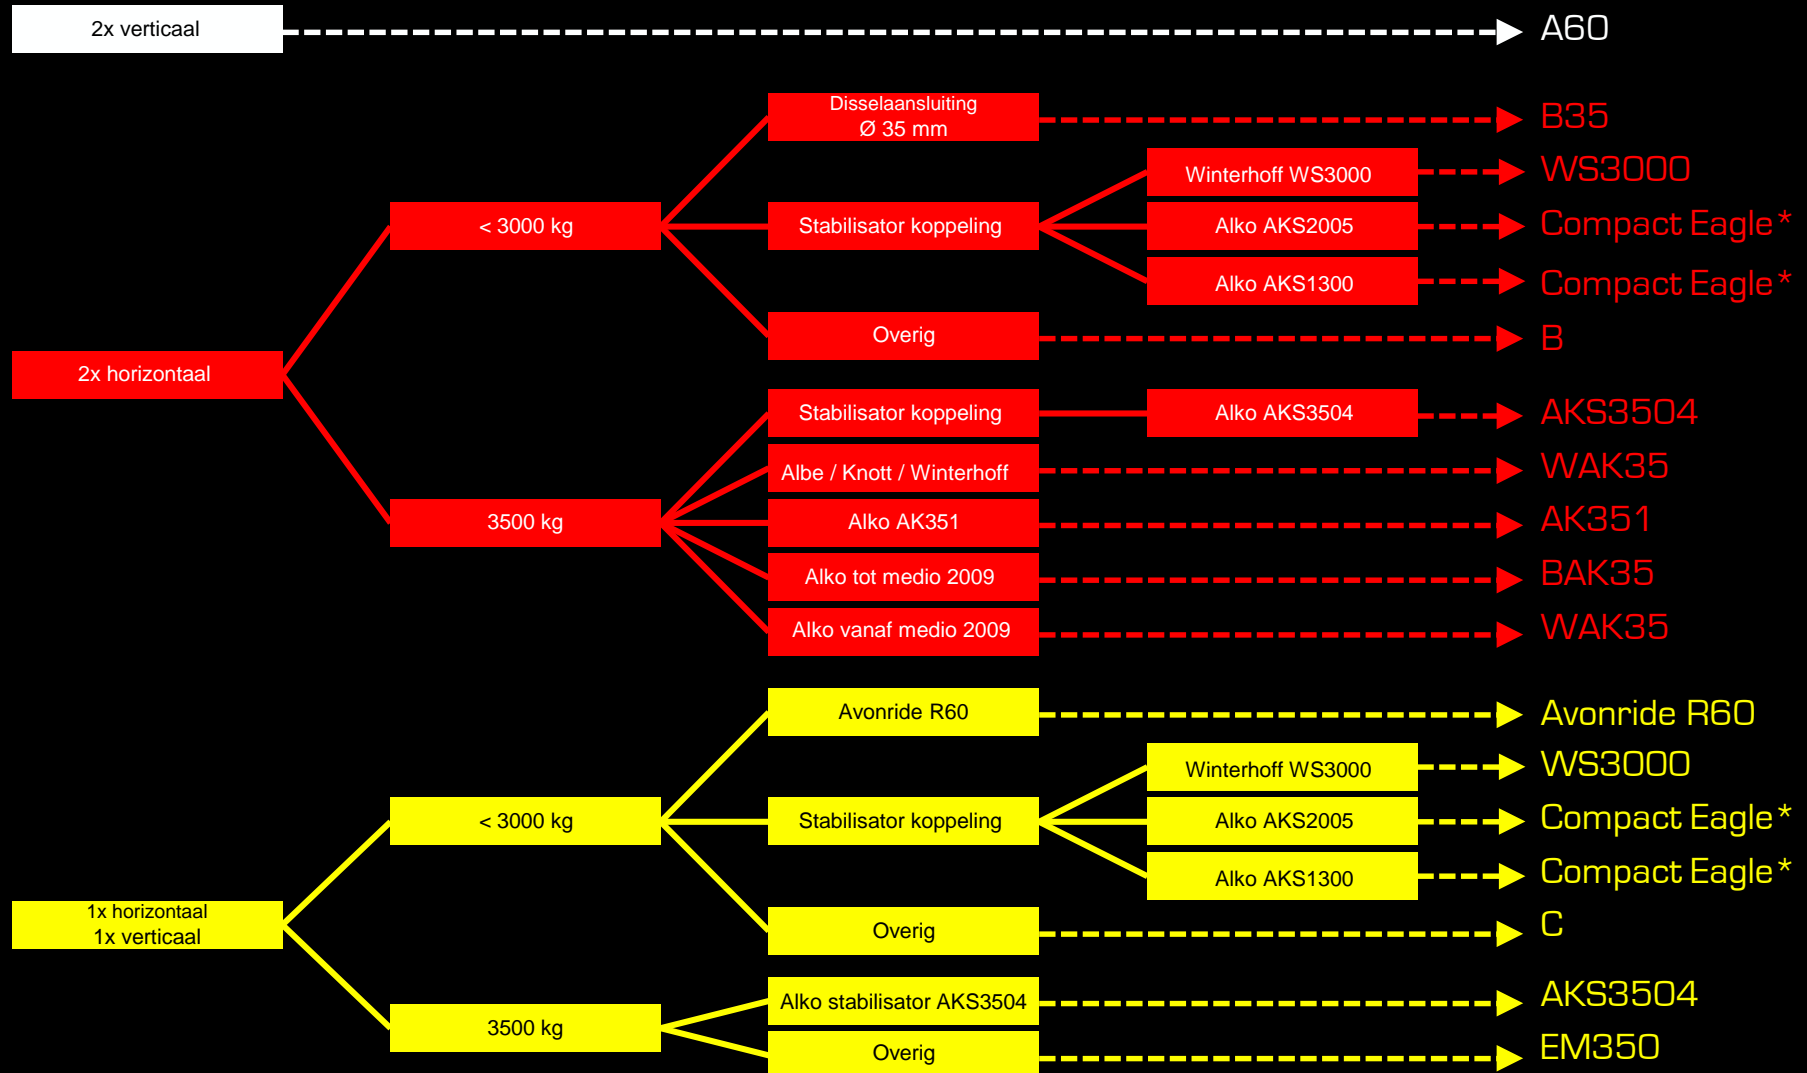 2x verticaal
A60
Disselaansluiting
Ø 35 mm
B35
Winterhoff WS3000
WS3000
< 3000 kg
Stabilisator koppeling
Alko AKS2005
Compact Eagle*
Alko AKS1300
Compact Eagle*
Overig
B
2x horizontaal
Stabilisator koppeling
Alko AKS3504
AKS3504
Albe / Knott / Winterhoff
WAK35
3500 kg
Alko AK351
AK351
Alko tot medio 2009
BAK35
Alko vanaf medio 2009
WAK35
Avonride R60
Avonride R60
Winterhoff WS3000
WS3000
< 3000 kg
Stabilisator koppeling
Alko AKS2005
Compact Eagle*
Alko AKS1300
Compact Eagle*
1x horizontaal
1x verticaal
Overig
C
Alko stabilisator AKS3504
AKS3504
3500 kg
Overig
EM350